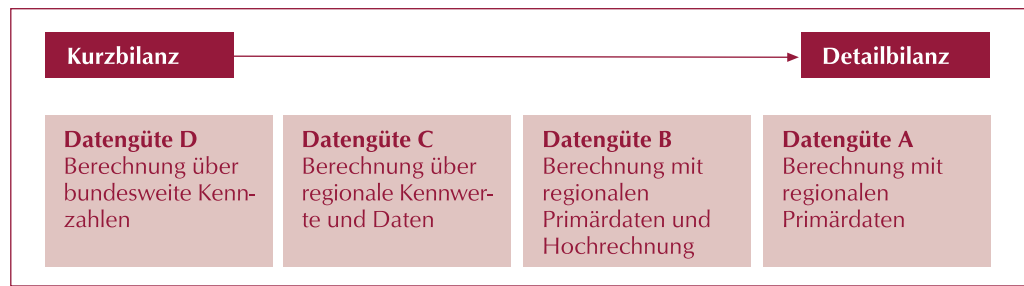 Kurzbilanz
Detailbilanz
Datengüte D
Berechnung über
bundesweite Kenn-
zahlen
Datengüte C
Berechnung über
regionale Kennwer-
te und Daten
Datengüte B
Berechnung mit
regionalen
Primärdaten und
Hochrechnung
Datengüte A
Berechnung mit
regionalen
Primärdaten